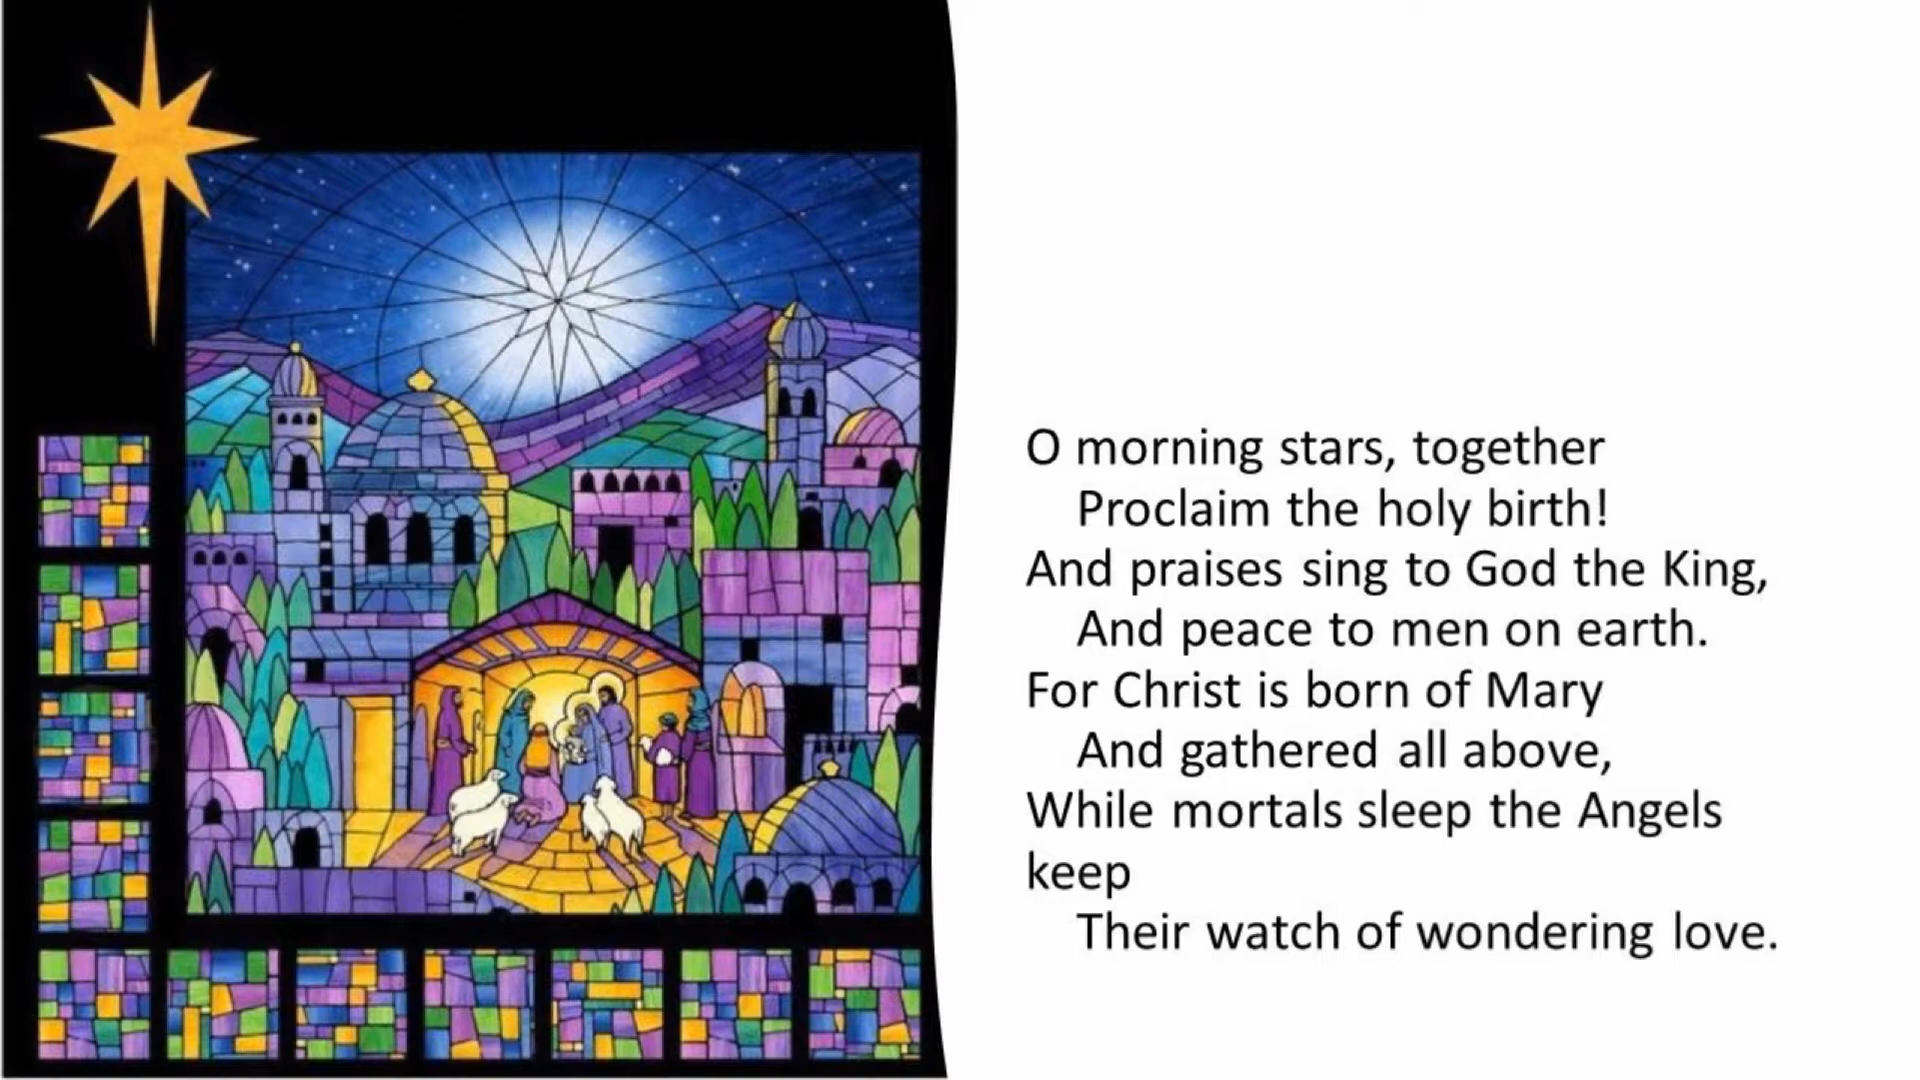 O morning stars, together
Proclaim the holy birth!
And praises sing to God the King,
And peace to men on earth.
For Christ is born of Mary
And gathered all above,
While mortals sleep the Angels
keep
Their watch of wondering love.